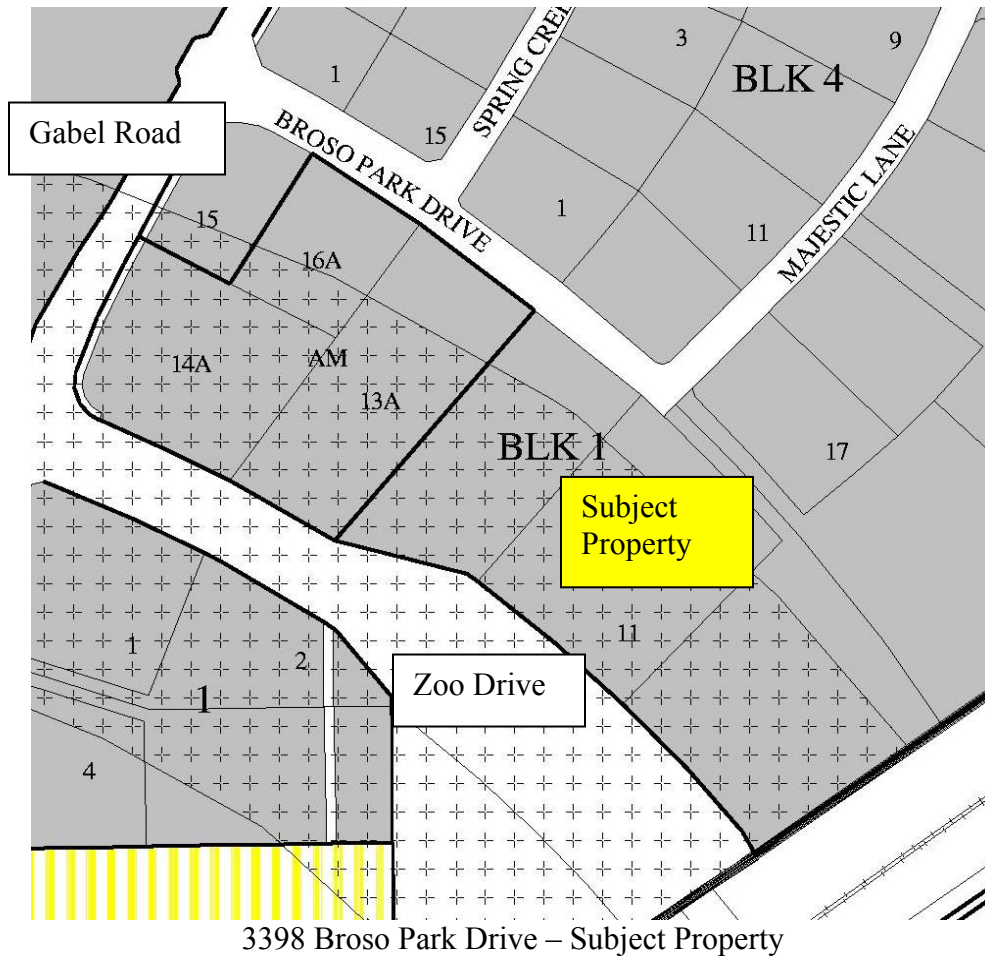 SPRING CREE
3
9
1
BLK 4
Gabel Road
BROSO PARK DRIVE
15
MAJESTIC LANE
15
1
11
16A
14A
AM
13A
BLK 1
17
Subject
Property
1
2
11
1
Zoo Drive
4
3398 Broso Park Drive – Subject Property